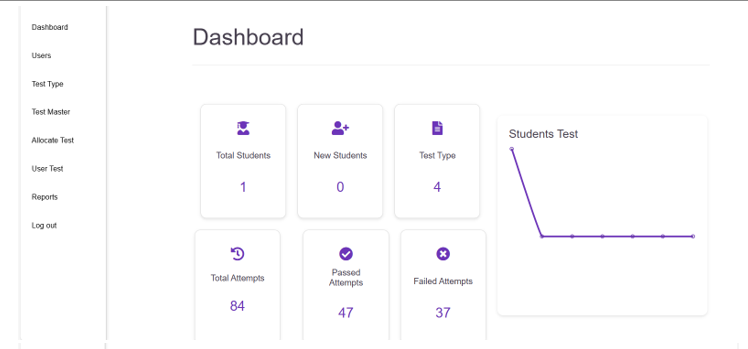 Dashboard
Users
Test Type
Test Master
Allocate Test
User Test
Reports
Log out
Dashboard
Total Students
1
New Students
0
Test Type
4
Students Test
Total Attempts
84
Passed
Attempts
47
Failed Attempts
37